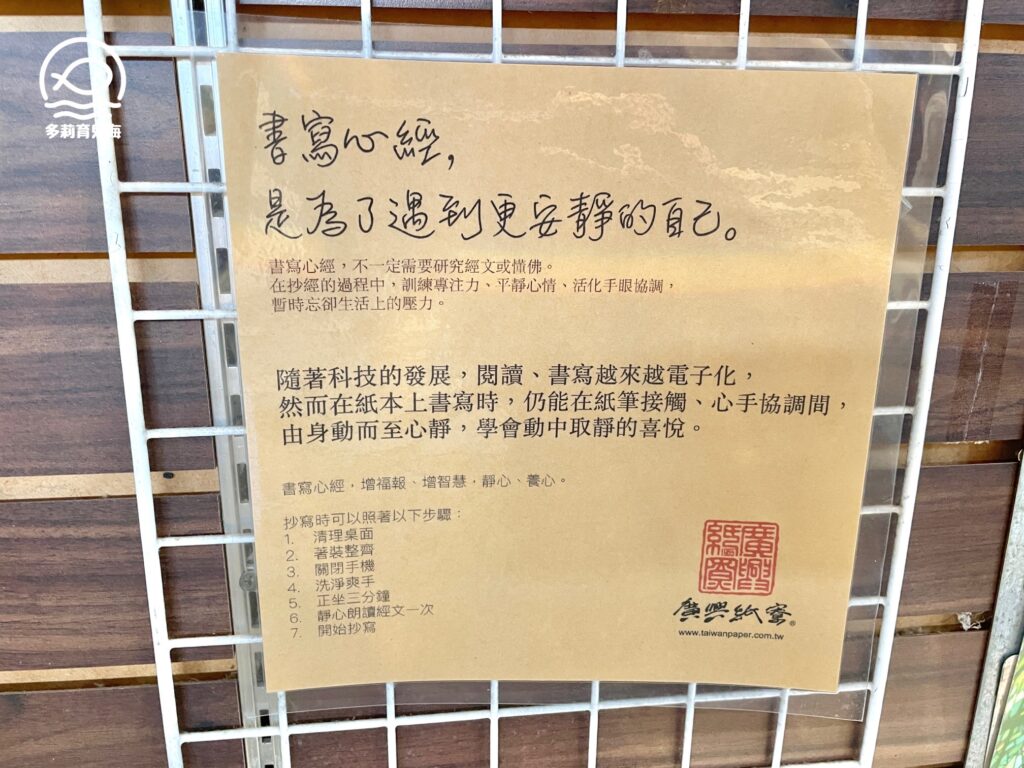 多莉育兒海
書寫心經,
是為了遇到更安靜的自己。
書寫心經，不一定需要研究經文或懂佛。
在抄經的過程中，訓練專注力、平靜心情、活化手眼協調，
暫時忘卻生活上的壓力。
隨著科技的發展，閱讀、書寫越來越電子化，
然而在紙本上書寫時，仍能在紙筆接觸、心手協調間，
由身動而至心靜，學會動中取靜的喜悅。
書寫心經，增福報、增智慧，靜心、養心。
抄寫時可以照著以下步驟：
1. 清理桌面
2. 著裝整齊
3. 關閉手機
4. 洗淨爽手
5. 正坐三分鐘
6. 靜心朗讀經文一次
7. 開始抄寫
廣興紙寮
廣興紙寮®
www.taiwanpaper.com.tw